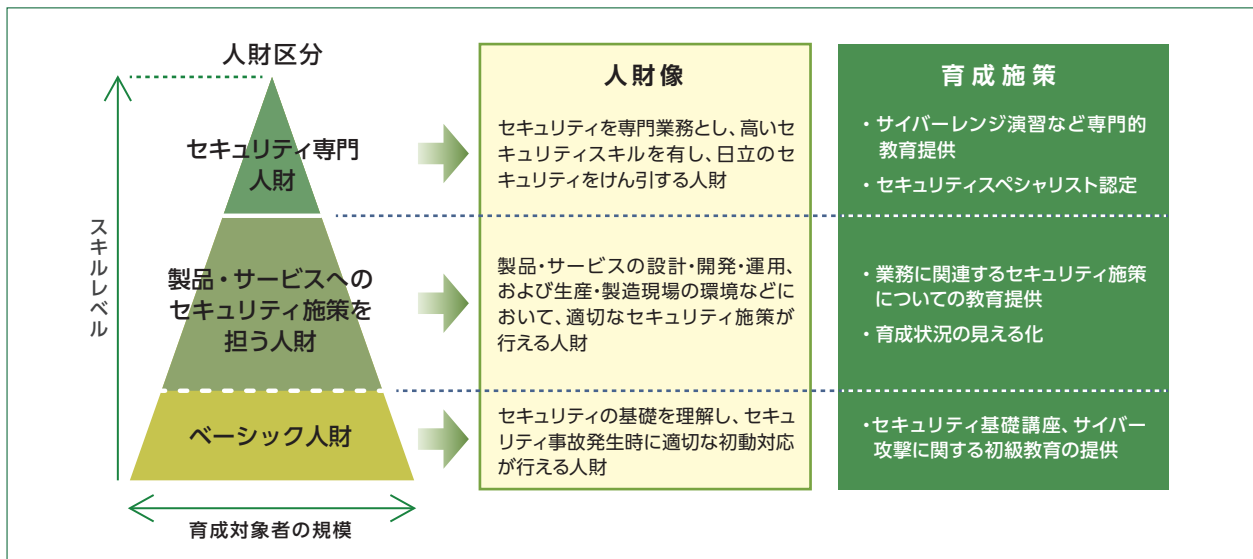 人財区分
人財像
育成施策
スキルレベル
セキュリティ専門
人財
セキュリティを専門業務とし、高いセ
キュリティスキルを有し、日立のセ
キュリティをけん引する人財
・サイバーレンジ演習など専門的
教育提供
・セキュリティスペシャリスト認定
製品・サービスへの
セキュリティ施策を
担う人財
製品・サービスの設計・開発・運用、
および生産・製造現場の環境などに
おいて、適切なセキュリティ施策が
行える人財
・業務に関連するセキュリティ施策
についての教育提供
・育成状況の見える化
ベーシック人財
セキュリティの基礎を理解し、セキュ
リティ事故発生時に適切な初動対応
が行える人財
・セキュリティ基礎講座、サイバー
攻撃に関する初級教育の提供
育成対象者の規模